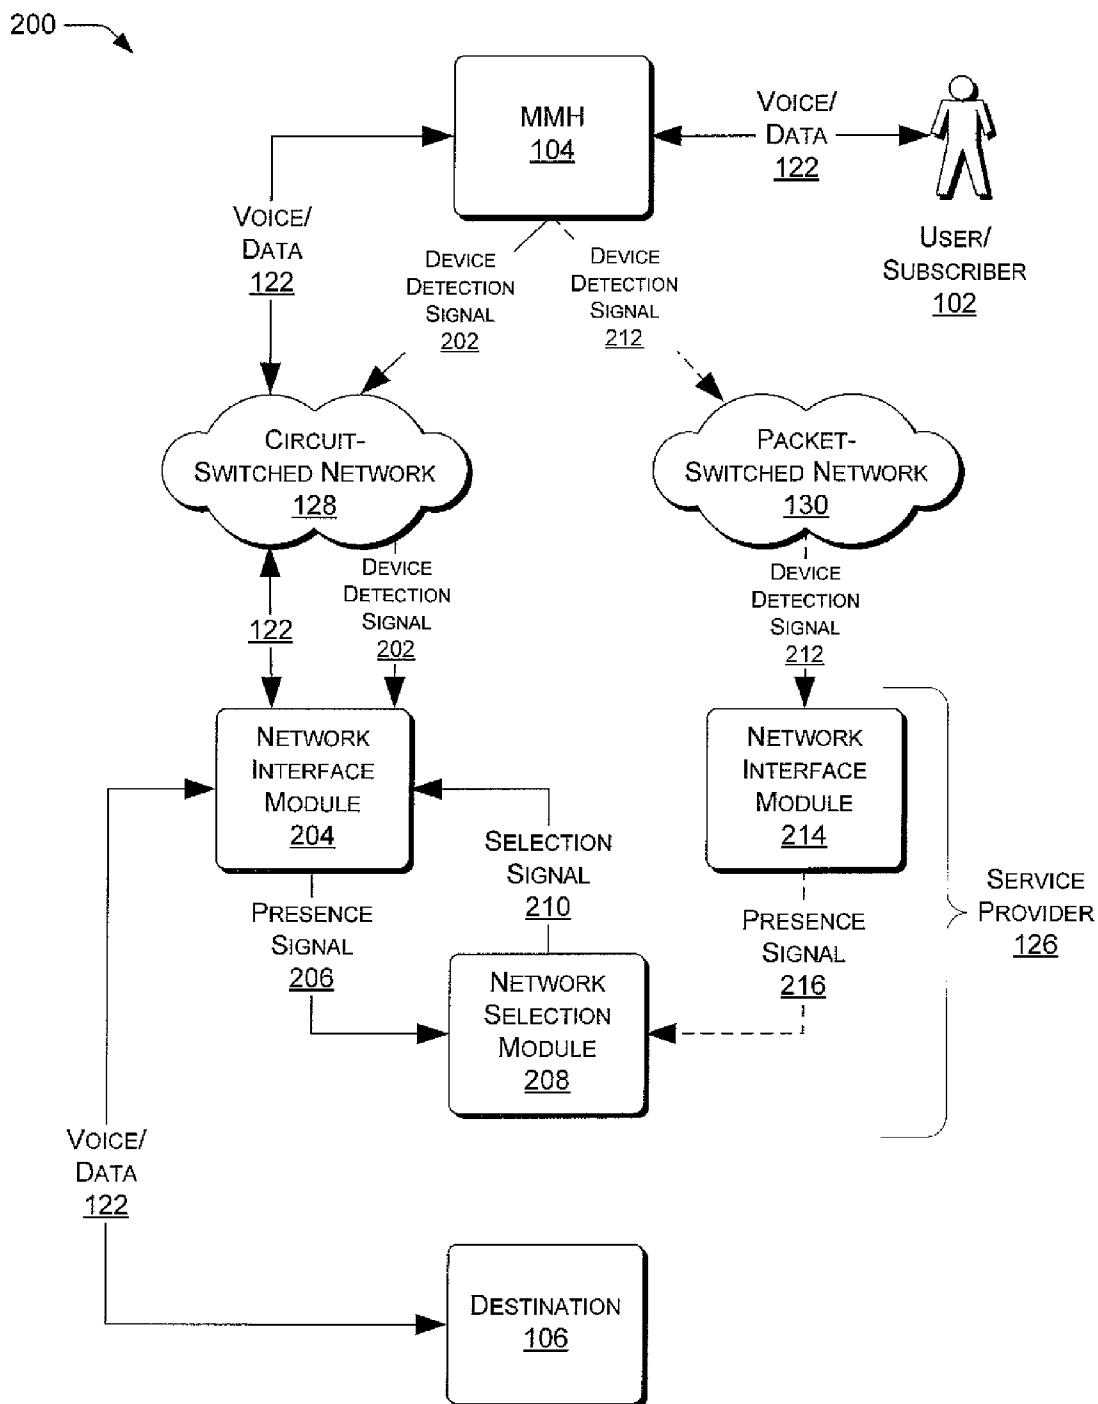 200
MMH
104
VOICE/
DATA
122
USER/
SUBSCRIBER
102
VOICE/
DATA
122
DEVICE
DETECTION
SIGNAL
202
DEVICE
DETECTION
SIGNAL
212
CIRCUIT-
SWITCHED NETWORK
128
PACKET-
SWITCHED NETWORK
130
122
DEVICE
DETECTION
SIGNAL
202
DEVICE
DETECTION
SIGNAL
212
NETWORK
INTERFACE
MODULE
204
NETWORK
INTERFACE
MODULE
214
SELECTION
SIGNAL
210
PRESENCE
SIGNAL
206
PRESENCE
SIGNAL
216
SERVICE
PROVIDER
126
NETWORK
SELECTION
MODULE
208
VOICE/
DATA
122
DESTINATION
106